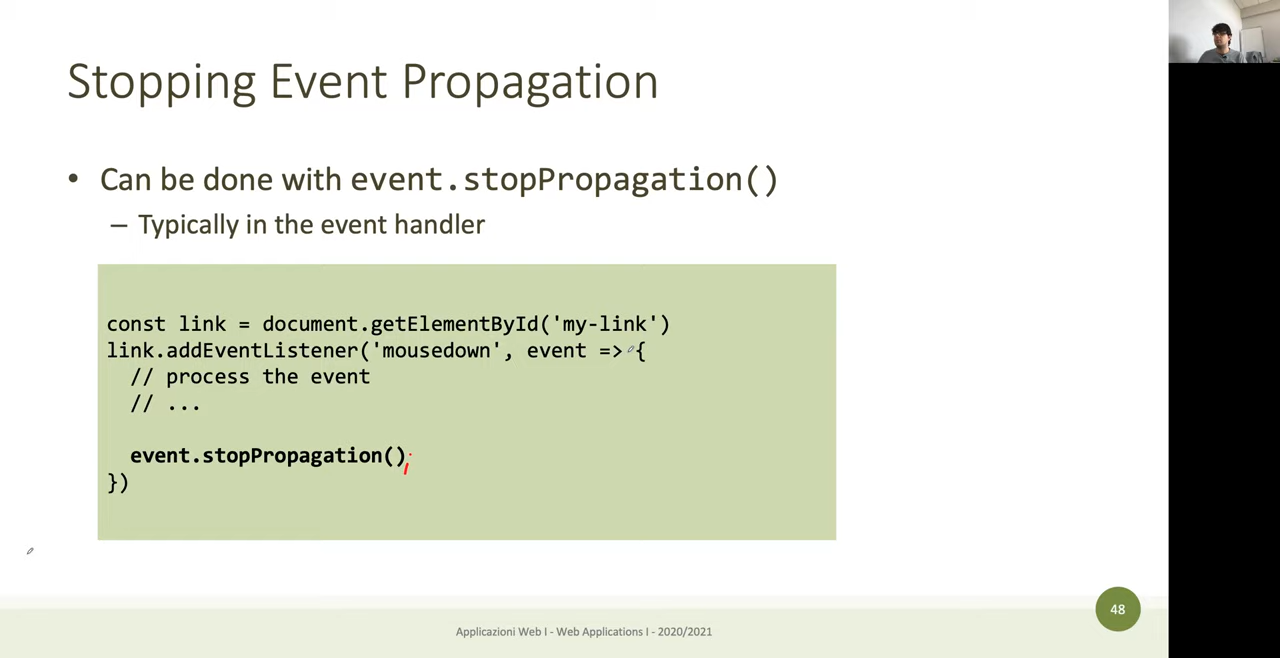 Stopping Event Propagation
• Can be done with event.stopPropagation()
– Typically in the event handler
const link = document.getElementById('my-link')
link.addEventListener('mousedown', event => {
// process the event
// ...
event.stopPropagation();
})
48
Applicazioni Web I - Web Applications I - 2020/2021